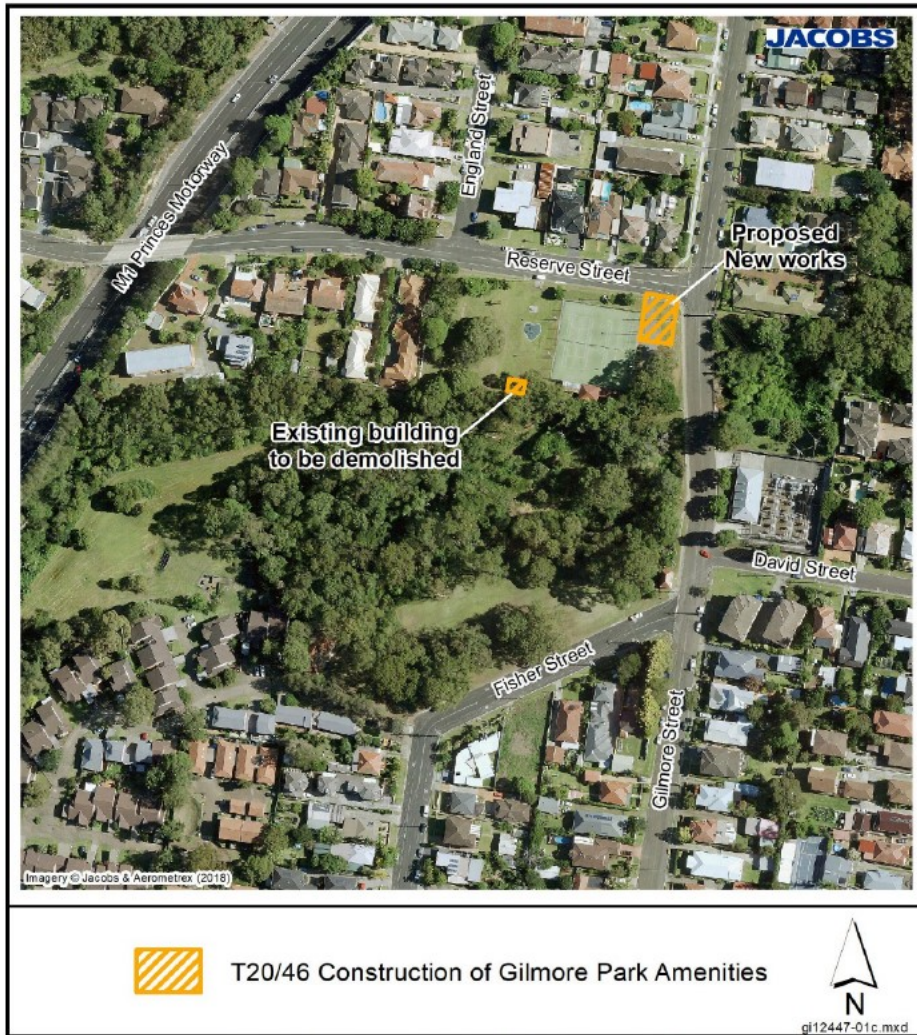 JACOBS
England Street
M1 Princes Motorway
Reserve Street
Proposed
New works
Existing building
to be demolished
David Street
Fisher Street
Gilmore Street
Imagery © Jacobs & Aerometrex (2018)
T20/46 Construction of Gilmore Park Amenities
N
gi12447-01c.mxd